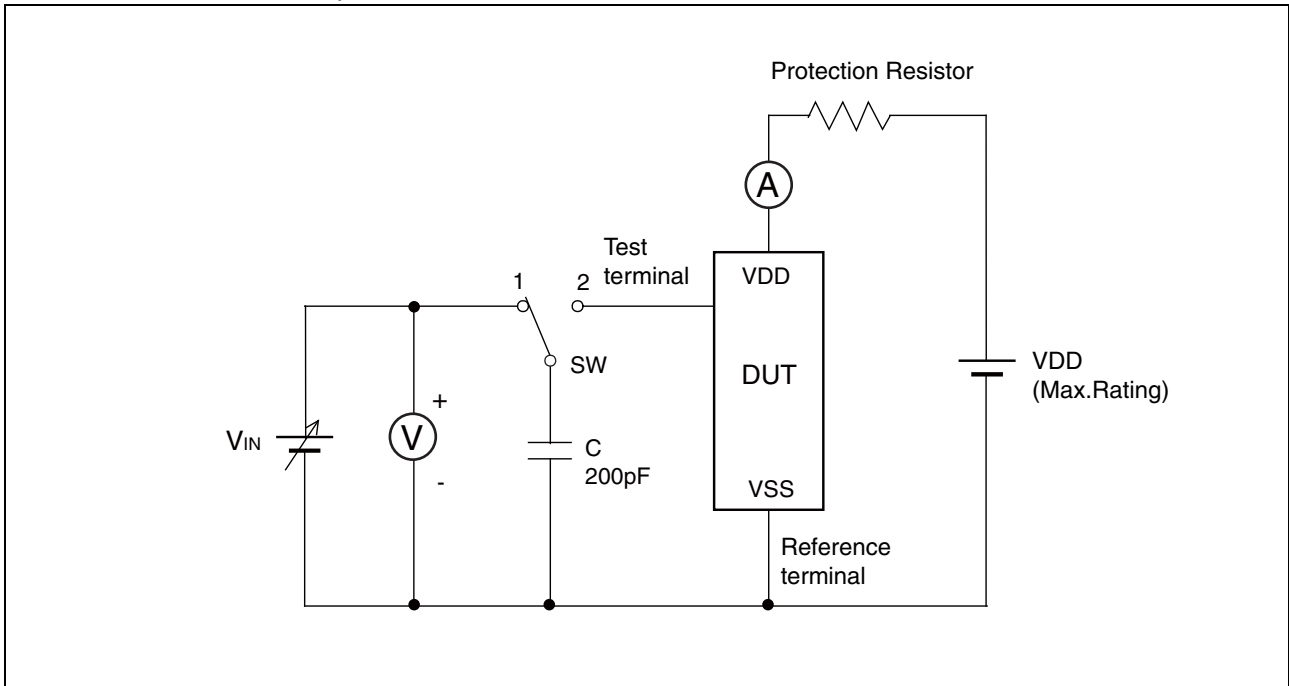 Protection Resistor
A
Test
terminal
1
2
VDD
SW
DUT
VDD
(Max.Rating)
+
VIN
V
C
200pF
-
VSS
Reference
terminal